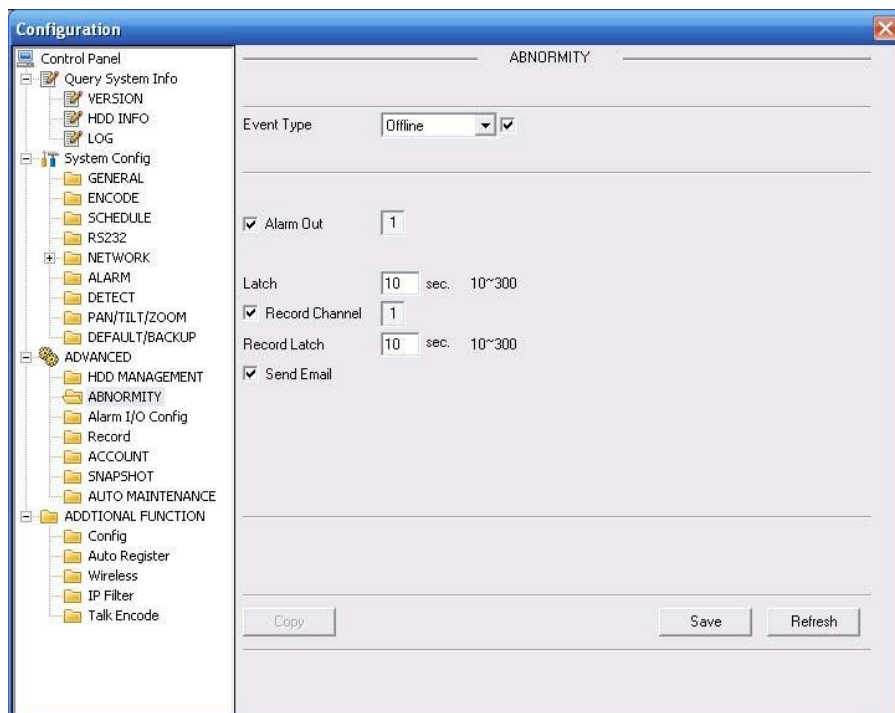 Configuration
Control Panel
Query System Info
VERSION
HDD INFO
LOG
System Config
GENERAL
ENCODE
SCHEDULE
RS232
NETWORK
ALARM
DETECT
PAN/TILT/ZOOM
DEFAULT/BACKUP
ADVANCED
HDD MANAGEMENT
ABNORMITY
Alarm I/O Config
Record
ACCOUNT
SNAPSHOT
AUTO MAINTENANCE
ADDTIONAL FUNCTION
Config
Auto Register
Wireless
IP Filter
Talk Encode
ABNORMITY
Event Type Offline
Alarm Out 1
Latch 10 sec. 10~300
Record Channel 1
Record Latch 10 sec. 10~300
Send Email
Copy Save Refresh